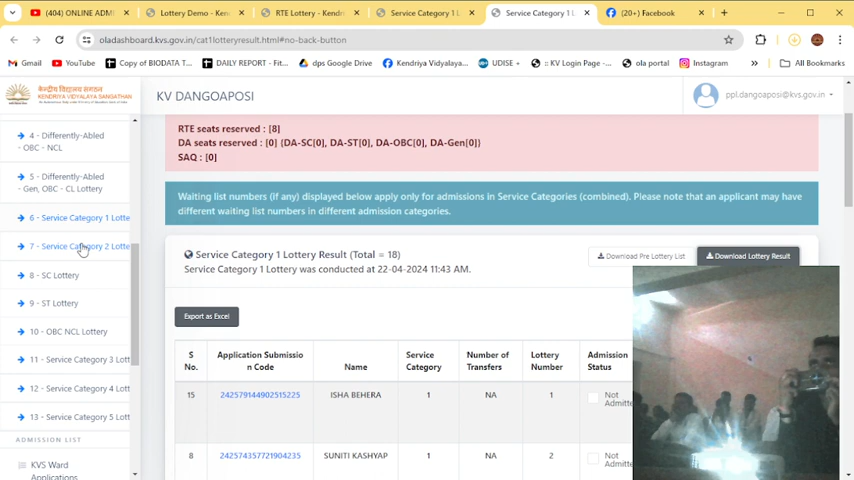 (404) ONLINE ADMI
Lottery Demo - Ken
RTE Lottery - Kendr
Service Category 1 L
Service Category 1 L
(20+) Facebook
oladashboard.kvs.gov.in/cat1lotteryresult.html#no-back-button
Gmail
YouTube
Copy of BIODATA T...
DAILY REPORT - Fit...
dps Google Drive
Kendriya Vidyalaya...
UDISE +
:: KV Login Page -...
ola portal
Instagram
»
All Bookmarks
केन्द्रीय विद्यालय संगठन
KENDRIYA VIDYALAYA SANGATHAN
KV DANGOAPOSI
ppl.dangoaposi@kvs.gov.in
4 - Differently-Abled
- OBC - NCL
5 - Differently-Abled
- Gen, OBC - CL Lottery
6 - Service Category 1 Lotte
7 - Service Category 2 Lotte
8 - SC Lottery
9 - ST Lottery
10 - OBC NCL Lottery
11 - Service Category 3 Lott
12 - Service Category 4 Lott
13 - Service Category 5 Lott
ADMISSION LIST
KVS Ward
Applications
RTE seats reserved : [8]
DA seats reserved : [0] {DA-SC[0], DA-ST[0], DA-OBC[0], DA-Gen[0]}
SAQ : [0]
Waiting list numbers (if any) displayed below apply only for admissions in Service Categories (combined). Please note that an applicant may have
different waiting list numbers in different admission categories.
Service Category 1 Lottery Result (Total = 18)
Service Category 1 Lottery was conducted at 22-04-2024 11:43 AM.
Download Pre Lottery List
Download Lottery Result
Export as Excel
S No.
Application Submission Code
Name
Service Category
Number of Transfers
Lottery Number
Admission Status
15 242579144902515225 ISHA BEHERA 1 NA 1 Not Admitte
8 242574357721904235 SUNITI KASHYAP 1 NA 2 Not Admitte